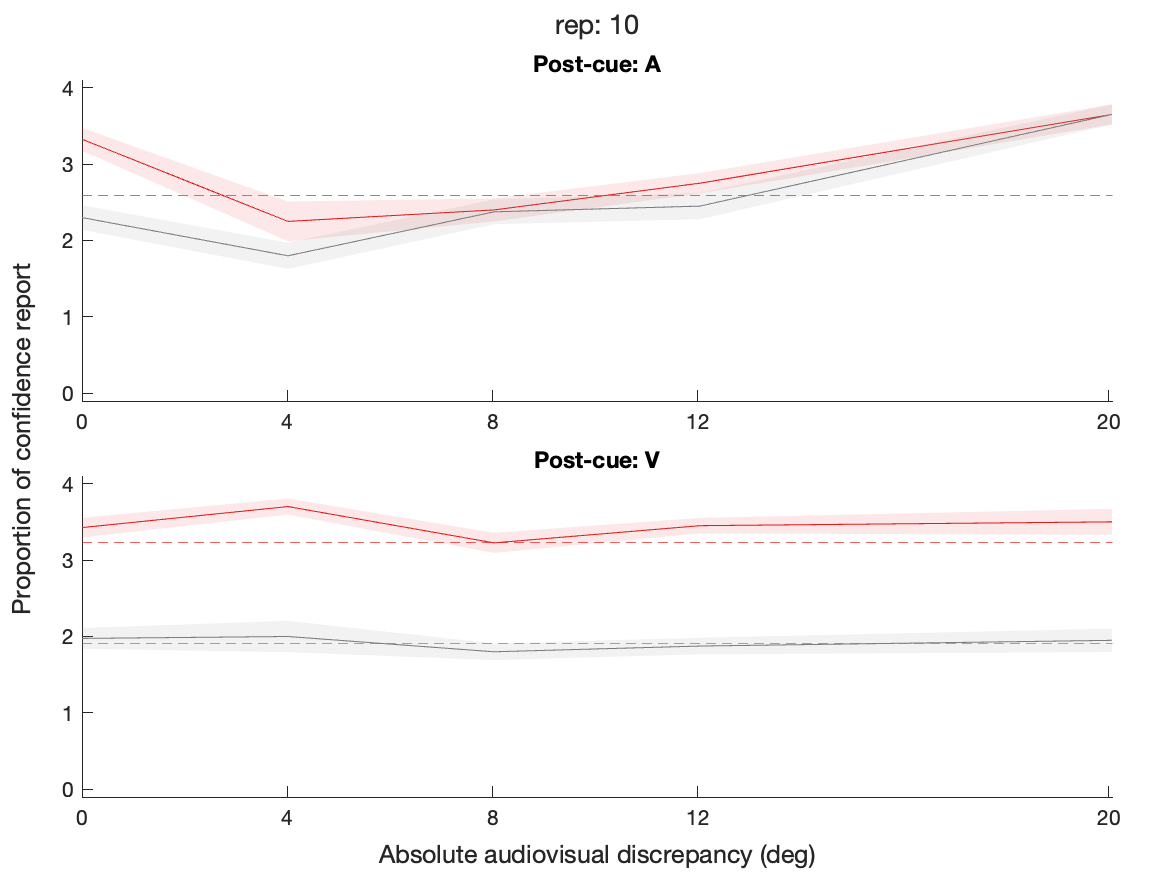 rep: 10
Post-cue: A
4
3
2
1
0
0 4 8 12 20
Proportion of confidence report
Post-cue: V
4
3
2
1
0
0 4 8 12 20
Absolute audiovisual discrepancy (deg)